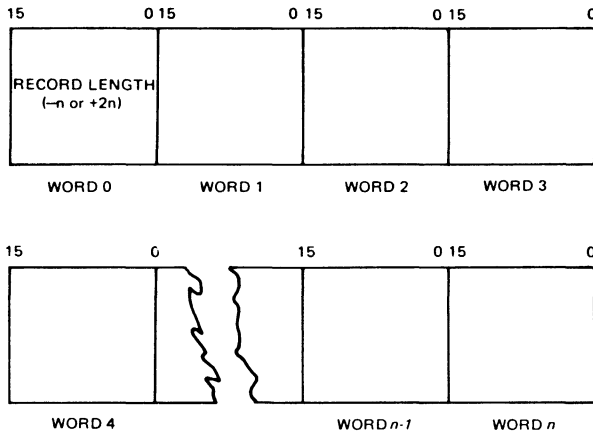 15 0 15 0 15 0 15 0
RECORD LENGTH
(–n or +2n)
WORD 0 WORD 1 WORD 2 WORD 3
15 0 15 0 15 0
WORD 4 WORD n-1 WORD n